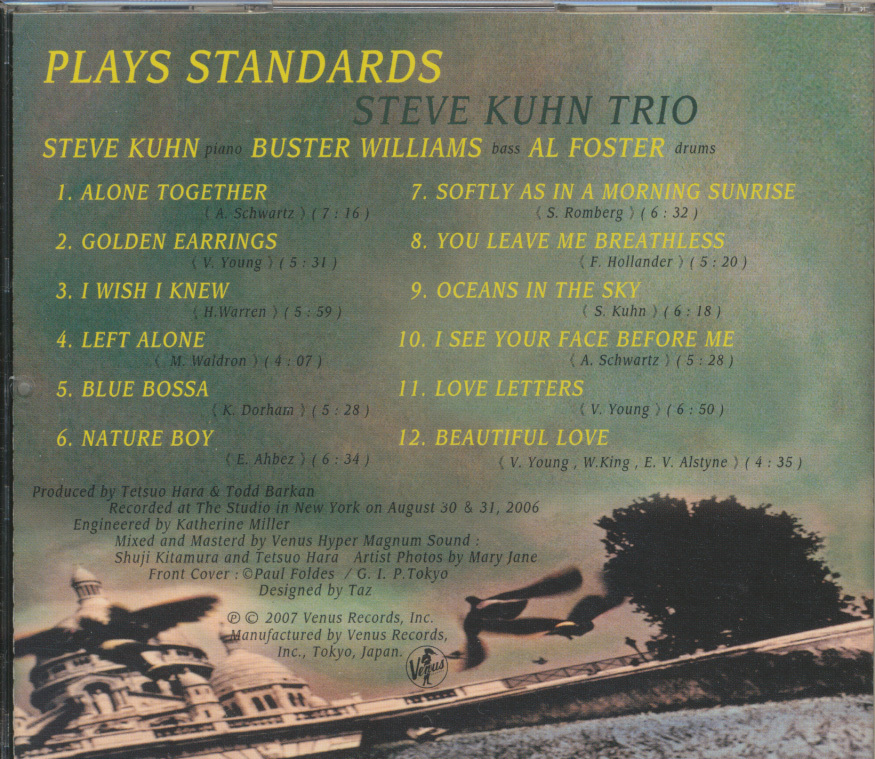 PLAYS STANDARDS
STEVE KUHN TRIO
STEVE KUHN piano BUSTER WILLIAMS bass AL FOSTER drums
1. ALONE TOGETHER
〈 A. Schwartz 〉 ( 7 : 16 )
2. GOLDEN EARRINGS
〈 V. Young 〉 ( 5 : 31 )
3. I WISH I KNEW
〈 H.Warren 〉 ( 5 : 59 )
4. LEFT ALONE
〈 M. Waldron 〉 ( 4 : 07 )
5. BLUE BOSSA
〈 K. Dorham 〉 ( 5 : 28 )
6. NATURE BOY
〈 E. Ahbez 〉 ( 6 : 34 )
7. SOFTLY AS IN A MORNING SUNRISE
〈 S. Romberg 〉 ( 6 : 32 )
8. YOU LEAVE ME BREATHLESS
〈 F. Hollander 〉 ( 5 : 20 )
9. OCEANS IN THE SKY
〈 S. Kuhn 〉 ( 6 : 18 )
10. I SEE YOUR FACE BEFORE ME
〈 A. Schwartz 〉 ( 5 : 28 )
11. LOVE LETTERS
〈 V. Young 〉 ( 6 : 50 )
12. BEAUTIFUL LOVE
〈 V. Young , W.King , E. V. Alstyne 〉 ( 4 : 35 )
Produced by Tetsuo Hara & Todd Barkan
Recorded at The Studio in New York on August 30 & 31, 2006
Engineered by Katherine Miller
Mixed and Masterd by Venus Hyper Magnum Sound :
Shuji Kitamura and Tetsuo Hara Artist Photos by Mary Jane
Front Cover : ©Paul Foldes / G. I. P.Tokyo
Designed by Taz
℗ © 2007 Venus Records, Inc.
Manufactured by Venus Records,
Inc., Tokyo, Japan.
Venus